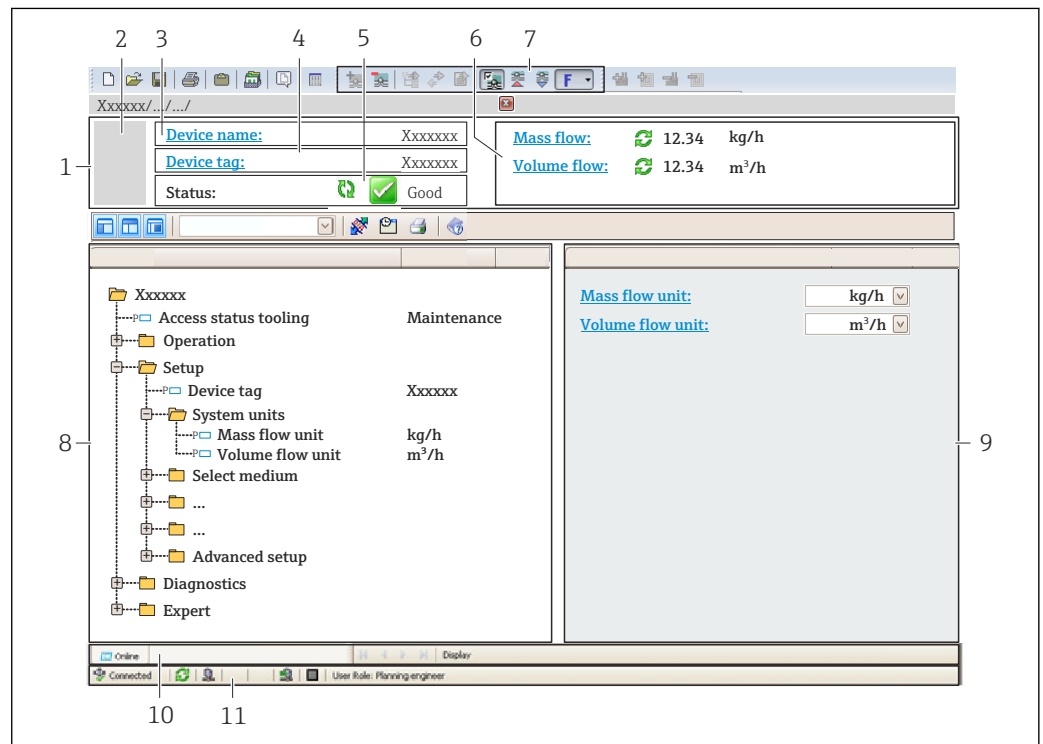 2 3 4 5 6 7
F
Xxxxxx/.../.../
1
Device name: Xxxxxxx
Device tag: Xxxxxxx
Status: Good
Mass flow: 12.34 kg/h
Volume flow: 12.34 m³/h
8
Xxxxxx
P Access status tooling Maintenance
Operation
Setup
P Device tag Xxxxxx
System units
P Mass flow unit kg/h
P Volume flow unit m³/h
Select medium
...
...
Advanced setup
Diagnostics
Expert
Mass flow unit: kg/h
Volume flow unit: m³/h
9
Online Display
Connected User Role: Planning engineer
10 11